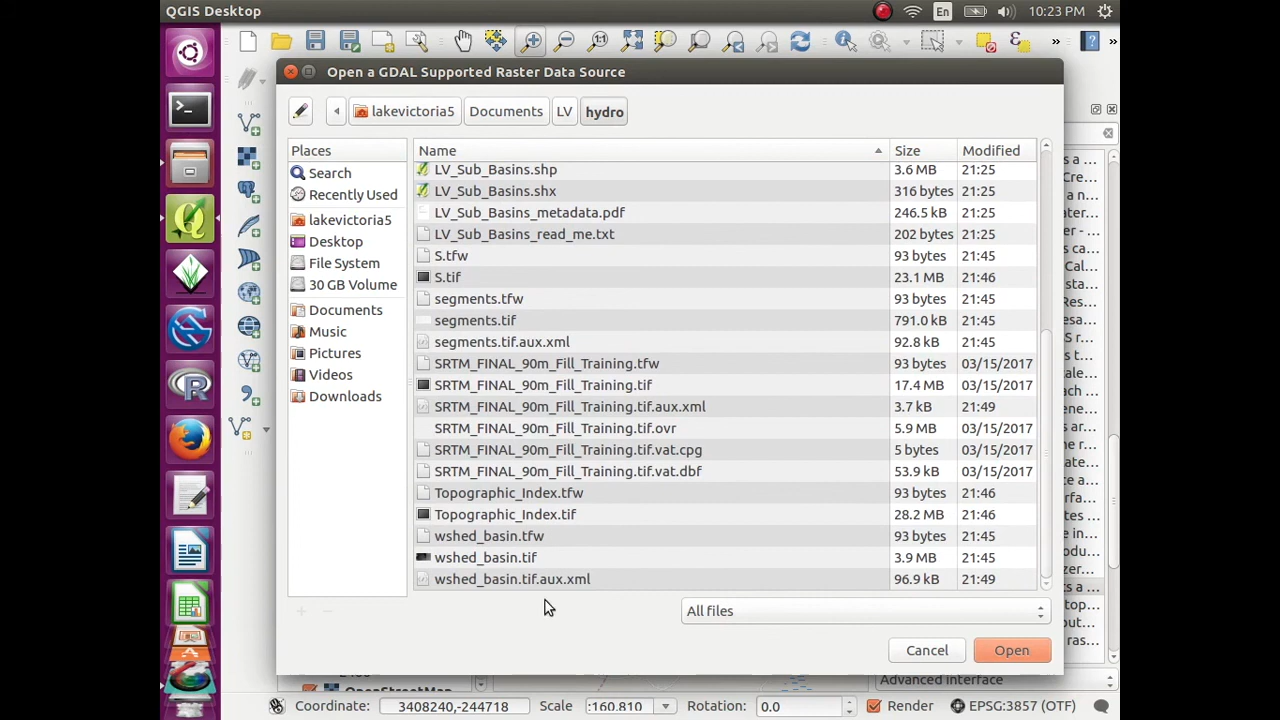 QGIS Desktop
En
10:23 PM
Open a GDAL Supported Raster Data Source
lakevictoria5 Documents LV hydro
Places
Search
Recently Used
lakevictoria5
Desktop
File System
30 GB Volume
Documents
Music
Pictures
Videos
Downloads
Name Size Modified
LV_Sub_Basins.shp 3.6 MB 21:25
LV_Sub_Basins.shx 316 bytes 21:25
LV_Sub_Basins_metadata.pdf 246.5 kB 21:25
LV_Sub_Basins_read_me.txt 202 bytes 21:25
S.tfw 93 bytes 21:46
S.tif 23.1 MB 21:46
segments.tfw 93 bytes 21:45
segments.tif 791.0 kB 21:45
segments.tif.aux.xml 92.8 kB 21:45
SRTM_FINAL_90m_Fill_Training.tfw 93 bytes 03/15/2017
SRTM_FINAL_90m_Fill_Training.tif 17.4 MB 03/15/2017
SRTM_FINAL_90m_Fill_Training.tif.aux.xml 3.7 kB 21:49
SRTM_FINAL_90m_Fill_Training.tif.ovr 5.9 MB 03/15/2017
SRTM_FINAL_90m_Fill_Training.tif.vat.cpg 5 bytes 03/15/2017
SRTM_FINAL_90m_Fill_Training.tif.vat.dbf 53.9 kB 03/15/2017
Topographic_Index.tfw 93 bytes 21:46
Topographic_Index.tif 28.2 MB 21:46
wshed_basin.tfw 93 bytes 21:45
wshed_basin.tif 3.9 MB 21:45
wshed_basin.tif.aux.xml 96.9 kB 21:49
All files
Cancel Open
OpenStreetMap
Advanced interface
Coordinate: 3408240,-244718 Scale :160.810 Rotation: 0.0 Render EPSG:3857 (OTF)